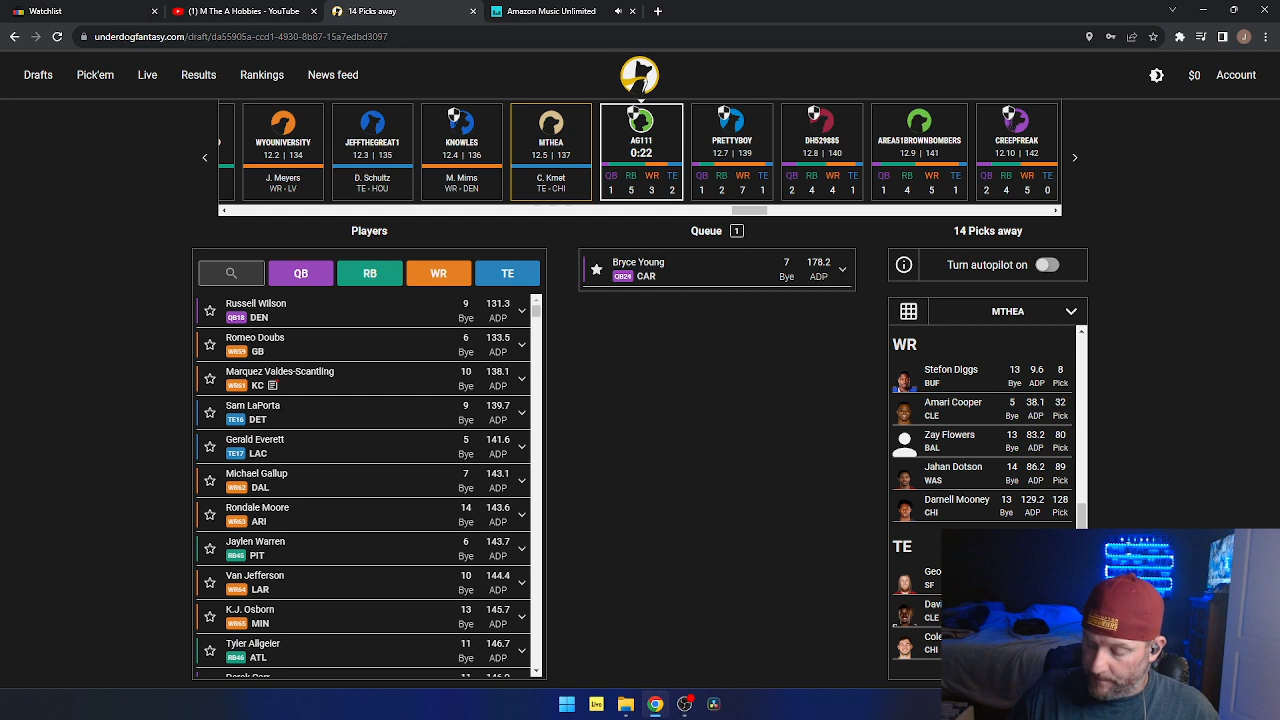 Watchlist
(1) M The A Hobbies - YouTube
14 Picks away
Amazon Music Unlimited
underdogfantasy.com/draft/da55905a-ccd1-4930-8b87-15a7edbd3097
J
Drafts
Pick'em
Live
Results
Rankings
News feed
$0
Account
WYOUNIVERSITY
12.2 | 134
J. Meyers
WR - LV
JEFFTHEGREAT1
12.3 | 135
D. Schultz
TE - HOU
KNOWLES
12.4 | 136
M. Mims
WR - DEN
MTHEA
12.5 | 137
C. Kmet
TE - CHI
AG111
0:22
QB RB WR TE
1 5 3 2
PRETTYBOY
12.7 | 139
QB RB WR TE
1 2 7 1
DH529885
12.8 | 140
QB RB WR TE
2 4 4 1
AREA51BROWNBOMBERS
12.9 | 141
QB RB WR TE
1 4 5 1
CREEPFREAK
12.10 | 142
QB RB WR TE
2 4 5 0
Players
QB
RB
WR
TE
Russell Wilson 9 131.3
QB18 DEN Bye ADP
Romeo Doubs 6 133.5
WR59 GB Bye ADP
Marquez Valdes-Scantling 10 138.1
WR61 KC Bye ADP
Sam LaPorta 9 139.7
TE16 DET Bye ADP
Gerald Everett 5 141.6
TE17 LAC Bye ADP
Michael Gallup 7 143.1
WR62 DAL Bye ADP
Rondale Moore 14 143.6
WR63 ARI Bye ADP
Jaylen Warren 6 143.7
RB45 PIT Bye ADP
Van Jefferson 10 144.4
WR64 LAR Bye ADP
K.J. Osborn 13 145.7
WR65 MIN Bye ADP
Tyler Allgeier 11 146.7
RB46 ATL Bye ADP
Queue 1
Bryce Young 7 178.2
QB24 CAR Bye ADP
14 Picks away
Turn autopilot on
MTHEA
WR
Stefon Diggs 13 9.6 8
BUF Bye ADP Pick
Amari Cooper 5 38.1 32
CLE Bye ADP Pick
Zay Flowers 13 83.2 80
BAL Bye ADP Pick
Jahan Dotson 14 86.2 89
WAS Bye ADP Pick
Darnell Mooney 13 129.2 128
CHI Bye ADP Pick
TE
Geo
SF
Davi
CLE
Cole
CHI
Live